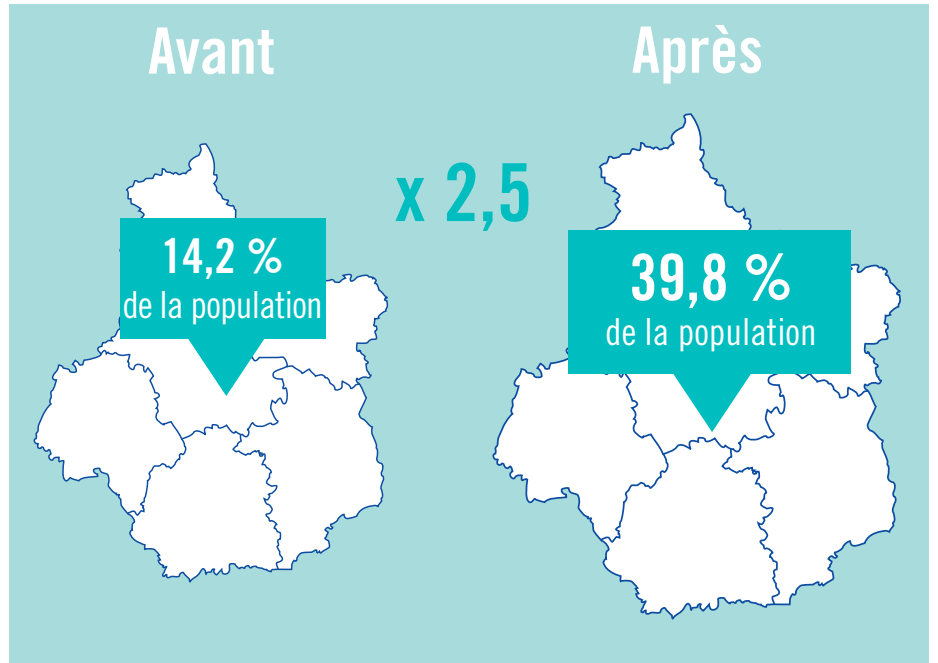 Avant
Après
x 2,5
14,2 %
de la population
39,8 %
de la population